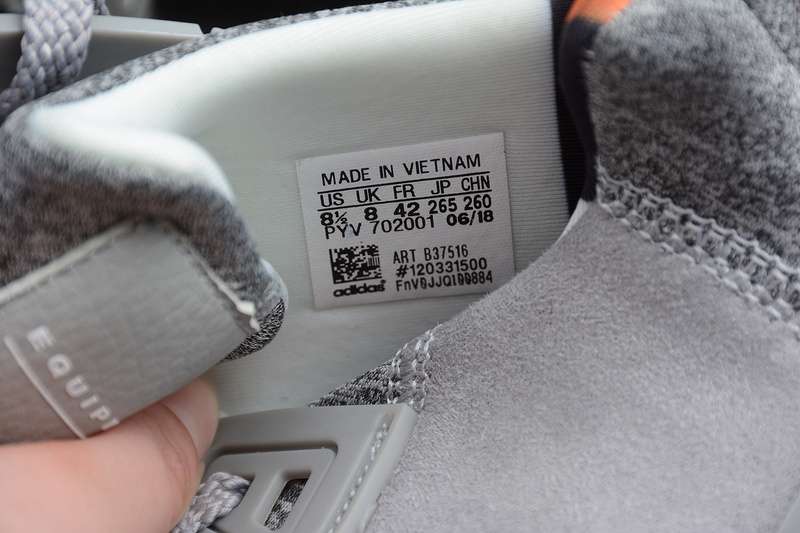 MADE IN VIETNAM
US UK FR JP CHN
8½ 8 42 265 260
PYV 702001 06/18
ART B37516
#120331500
FnV0JJQ109884
adidas
EQUIP